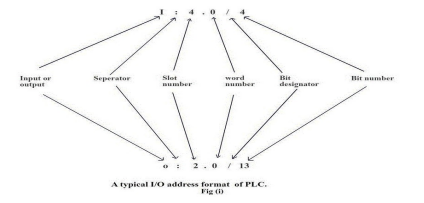 I : 4 . 0 / 4
Input or output
Seperator
Slot number
word number
Bit designator
Bit number
o : 2 . 0 / 13
A typical I/O address format of PLC.
Fig (i)